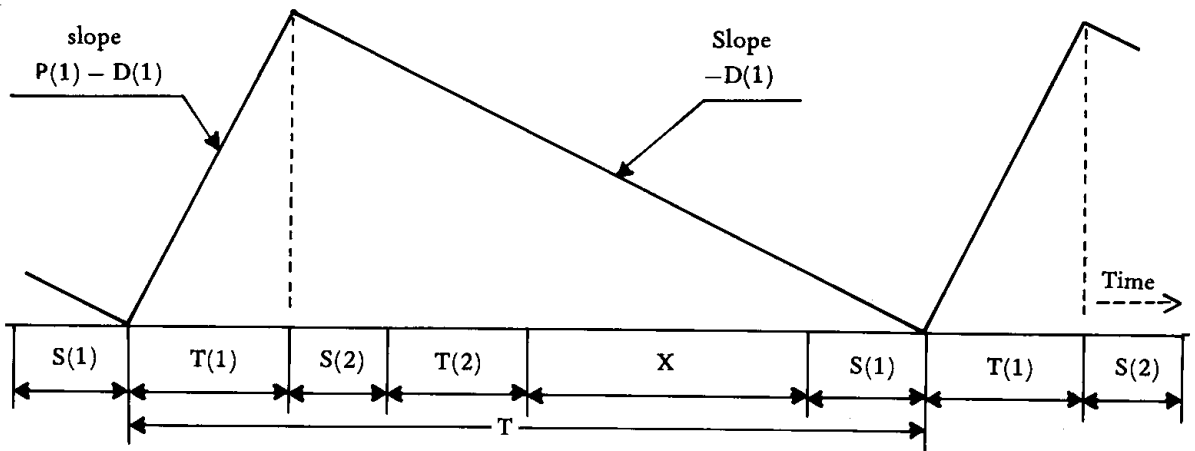 slope
P(1) – D(1)
Slope
–D(1)
Time
S(1) T(1) S(2) T(2) X S(1) T(1) S(2)
T